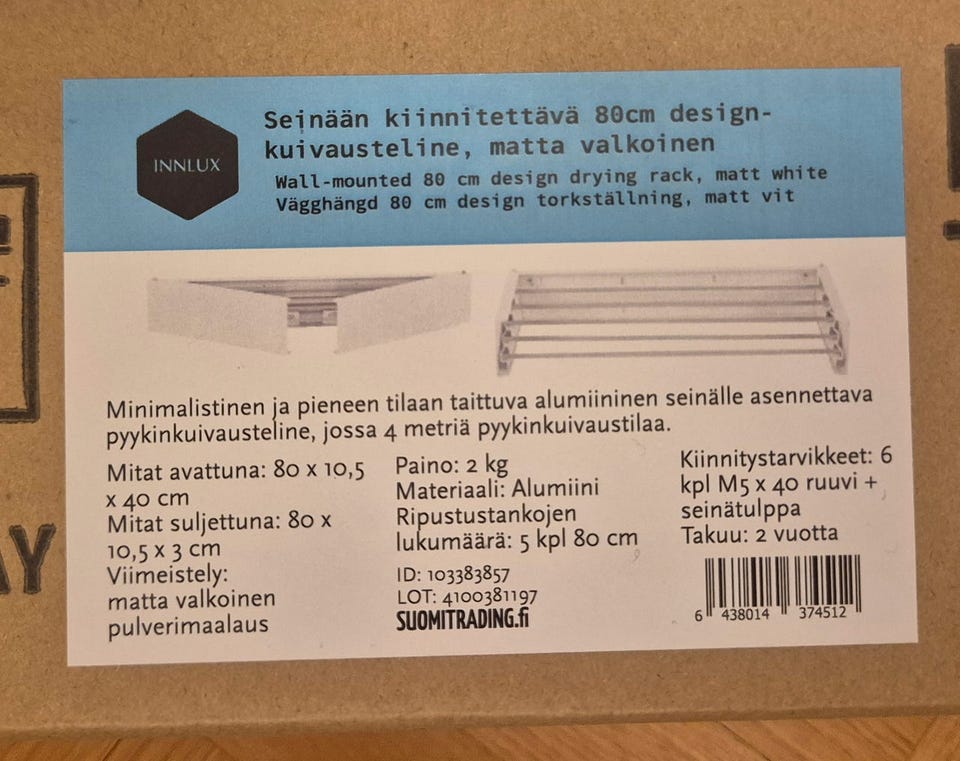 INNLUX
Seinään kiinnitettävä 80cm design-
kuivausteline, matta valkoinen
Wall-mounted 80 cm design drying rack, matt white
Vägghängd 80 cm design torkställning, matt vit
Minimalistinen ja pieneen tilaan taittuva alumiininen seinälle asennettava
pyykinkuivausteline, jossa 4 metriä pyykinkuivaustilaa.
Mitat avattuna: 80 x 10,5
x 40 cm
Mitat suljettuna: 80 x
10,5 x 3 cm
Viimeistely:
matta valkoinen
pulverimaalaus
Paino: 2 kg
Materiaali: Alumiini
Ripustustankojen
lukumäärä: 5 kpl 80 cm
ID: 103383857
LOT: 4100381197
SUOMITRADING.fi
Kiinnitystarvikkeet: 6
kpl M5 x 40 ruuvi +
seinätulppa
Takuu: 2 vuotta
6 438014 374512
AY